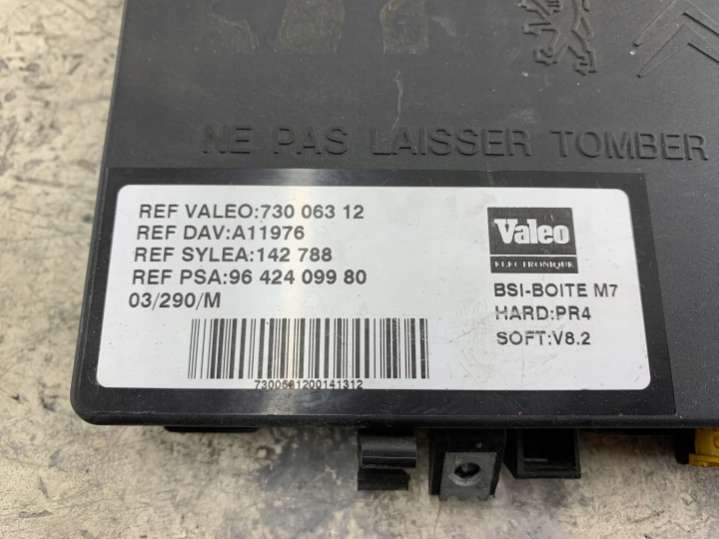 NE PAS LAISSER TOMBER
REF VALEO:730 063 12
REF DAV:A11976
REF SYLEA:142 788
REF PSA:96 424 099 80
03/290/M
Valeo
ELECTRONIQUE
BSI-BOITE M7
HARD:PR4
SOFT:V8.2
7300631200141312